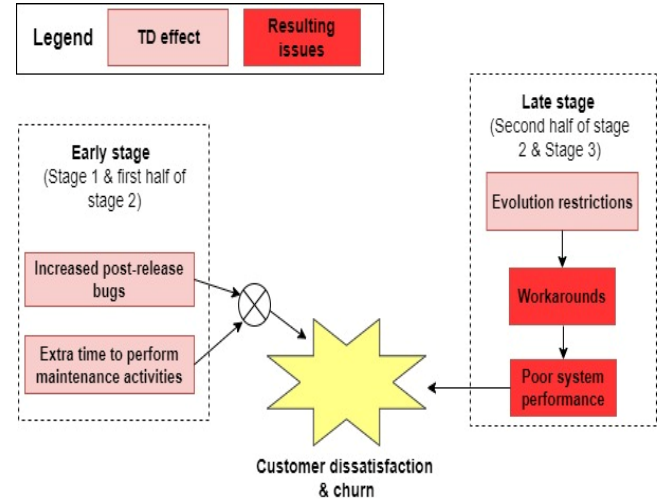 Legend
TD effect
Resulting
issues
Early stage
(Stage 1 & first half of
stage 2)
Increased post-release
bugs
Extra time to perform
maintenance activities
Late stage
(Second half of stage
2 & Stage 3)
Evolution restrictions
Workarounds
Poor system
performance
Customer dissatisfaction
& churn